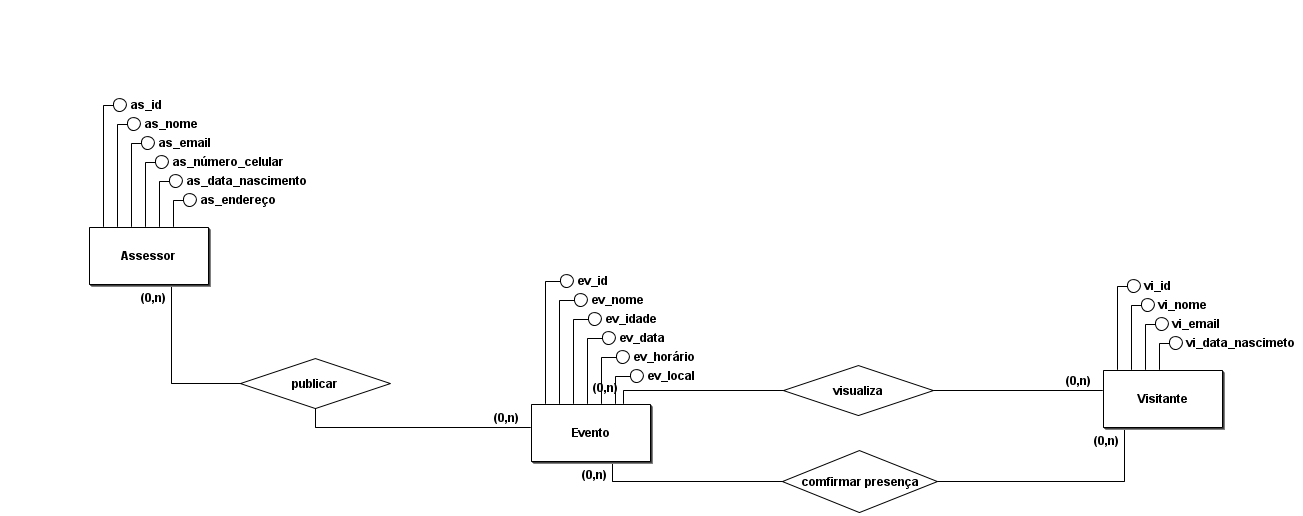 as_id
as_nome
as_email
as_número_celular
as_data_nascimento
as_endereço
Assessor
(0,n)
publicar
(0,n)
ev_id
ev_nome
ev_idade
ev_data
ev_horário
ev_local
(0,n)
Evento
(0,n)
visualiza
(0,n)
comfirmar presença
(0,n)
vi_id
vi_nome
vi_email
vi_data_nascimeto
Visitante